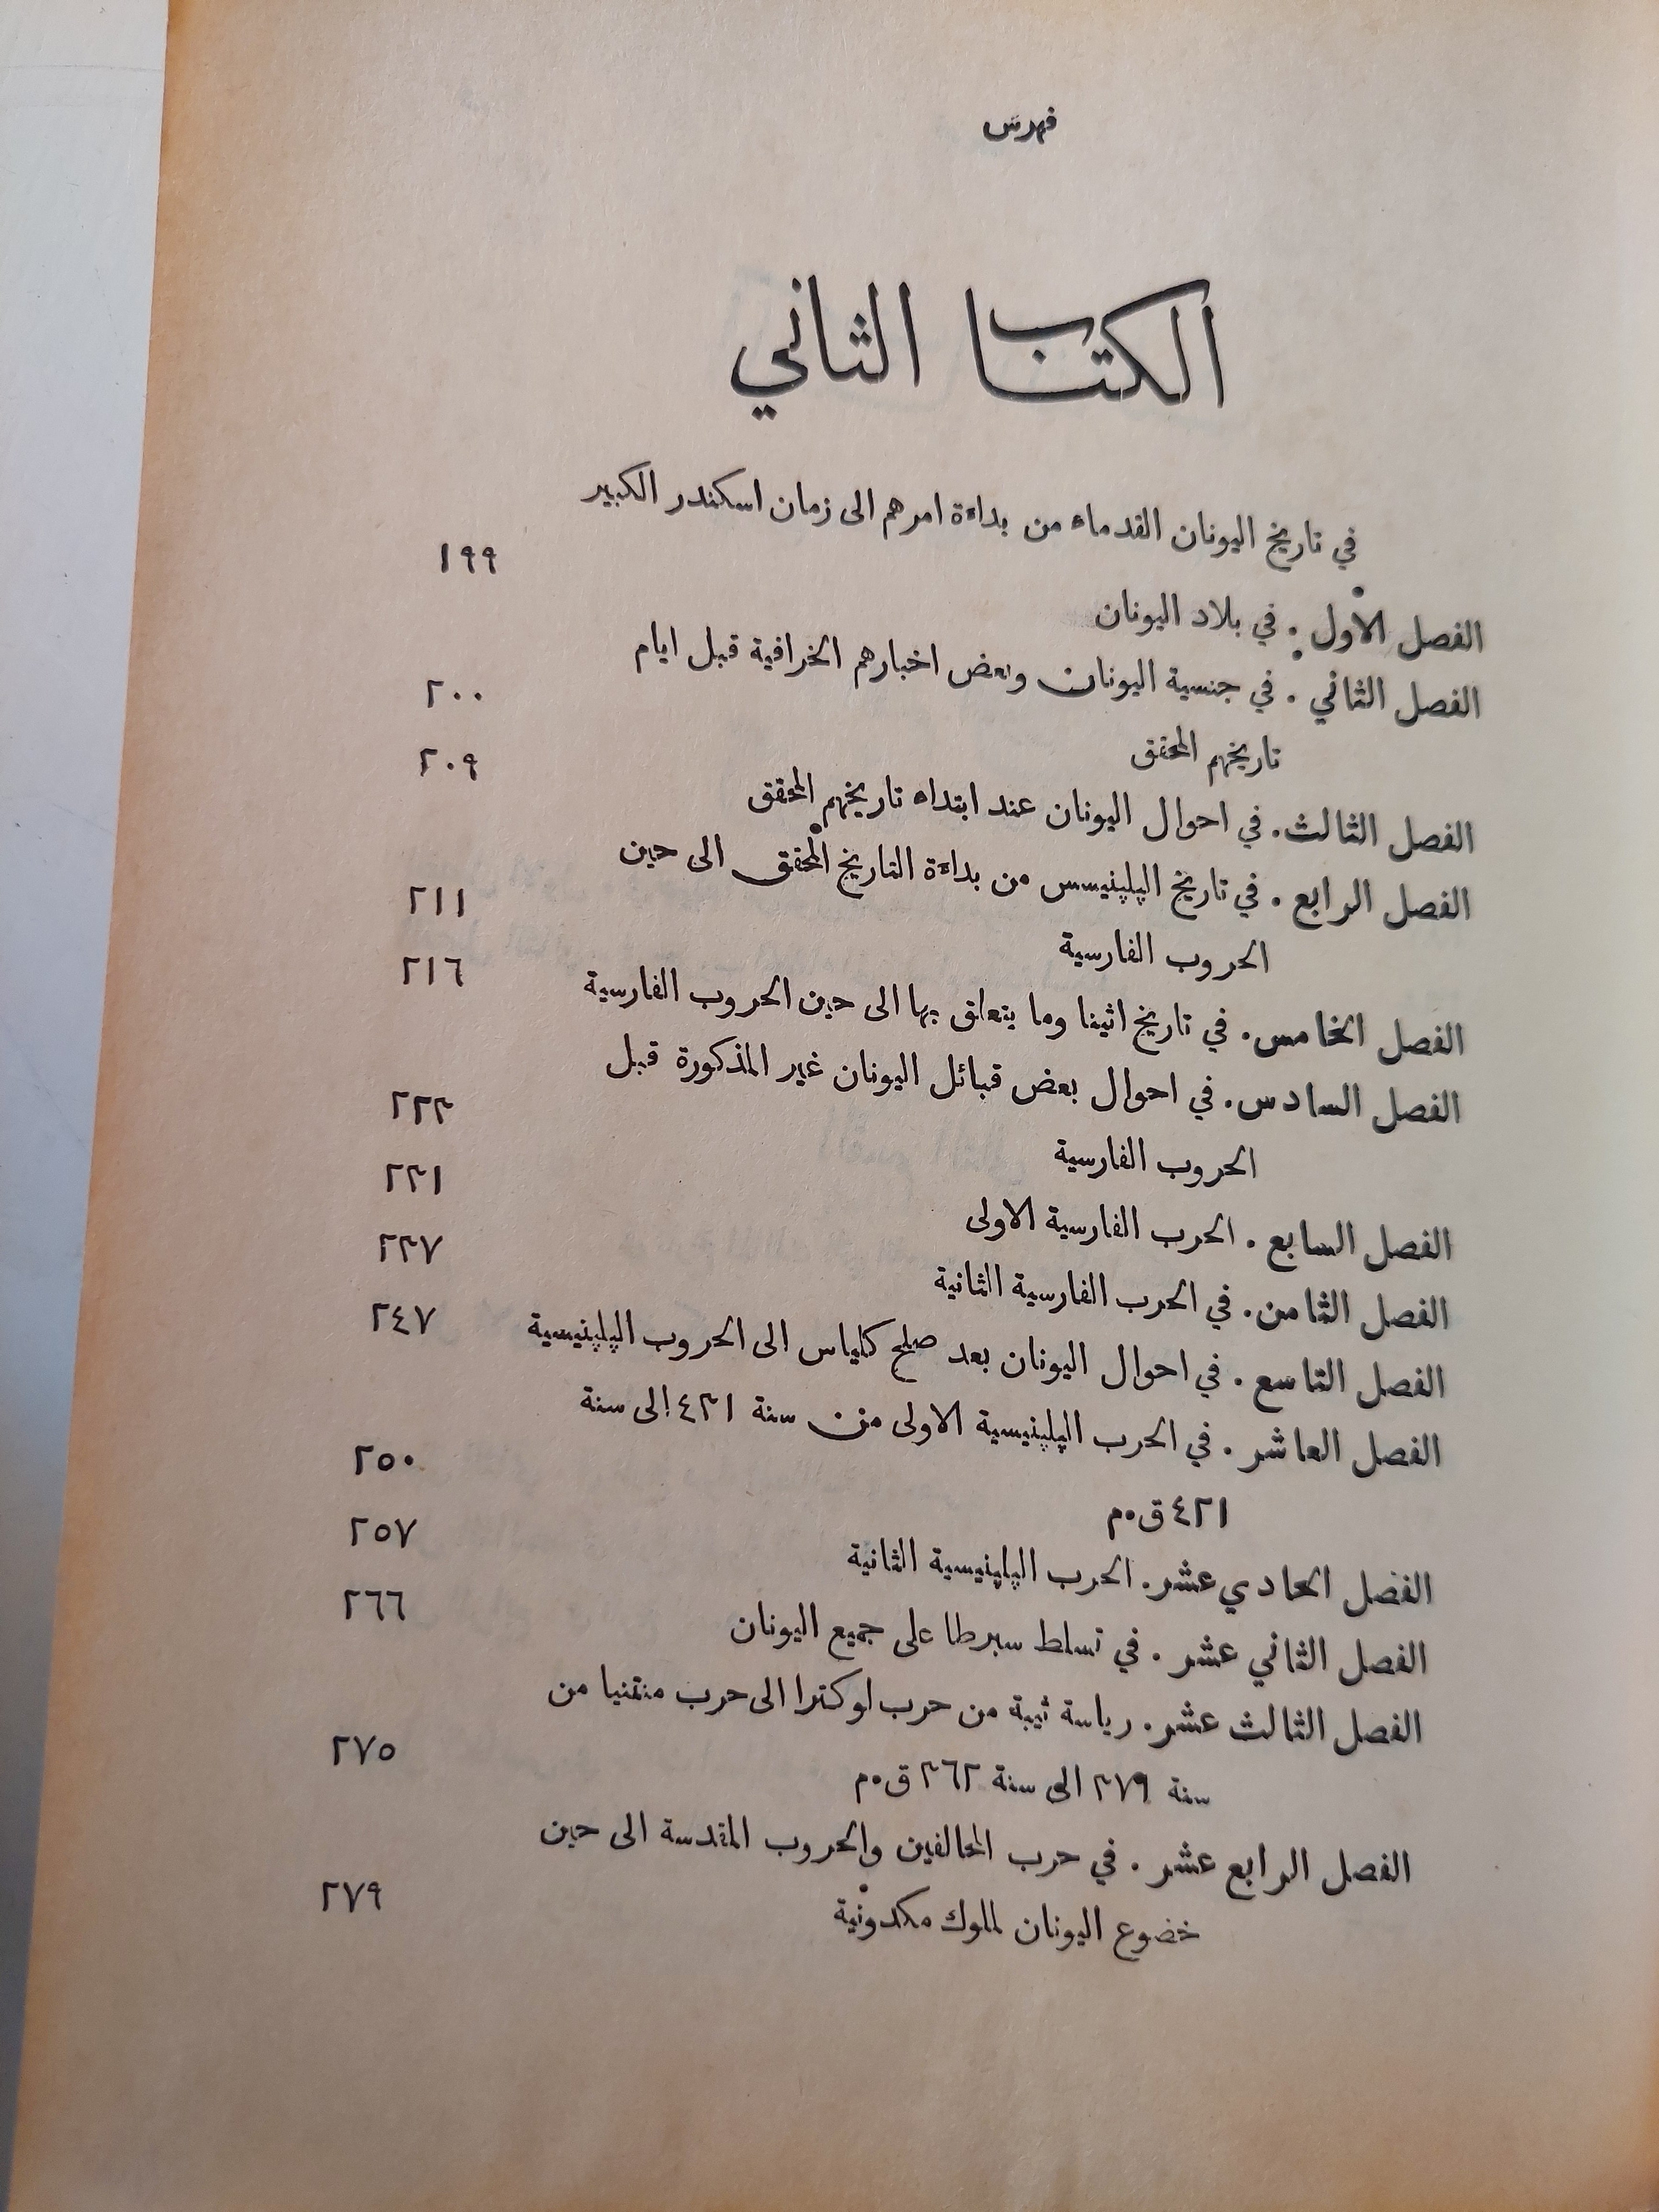 فهرس
الكتاب الثاني
في تاريخ اليونان القدماء من بداءة امرهم الى زمان اسكندر الكبير
الفصل الاول . في بلاد اليونان ١٩٩
الفصل الثاني . في جنسية اليونان وبعض اخبارهم الخرافية قبل ايام
تاريخهم المحقق ٢٠٠
الفصل الثالث . في احوال اليونان عند ابتداء تاريخهم المحقق ٢٠٩
الفصل الرابع . في تاريخ الپلپنيسس من بداءة التاريخ المحقق الى حين
الحروب الفارسية ٢١١
الفصل الخامس . في تاريخ اثينا وما يتعلق بها الى حين الحروب الفارسية ٢١٦
الفصل السادس . في احوال بعض قبائل اليونان غير المذكورة قبل
الحروب الفارسية ٢٢٣
الفصل السابع . الحرب الفارسية الاولى ٢٣١
الفصل الثامن . في الحرب الفارسية الثانية ٢٣٧
الفصل التاسع . في احوال اليونان بعد صلح كلياس الى الحروب الپلپنيسية ٢٤٧
الفصل العاشر . في الحرب الپلپنيسية الاولى من سنة ٤٣١ الى سنة
٤٢١ ق.م ٢٥٠
الفصل الحادي عشر . الحرب الپلپنيسية الثانية ٢٥٧
الفصل الثاني عشر . في تسلط سبرطا على جميع اليونان ٢٦٦
الفصل الثالث عشر . رياسة ثيبة من حرب لوكترا الى حرب منتنيا من
سنة ٣٧٩ الى سنة ٣٦٢ ق.م ٢٧٥
الفصل الرابع عشر . في حرب المحالفين والحروب المقدسة الى حين
خضوع اليونان لملوك مكدونية ٢٧٩